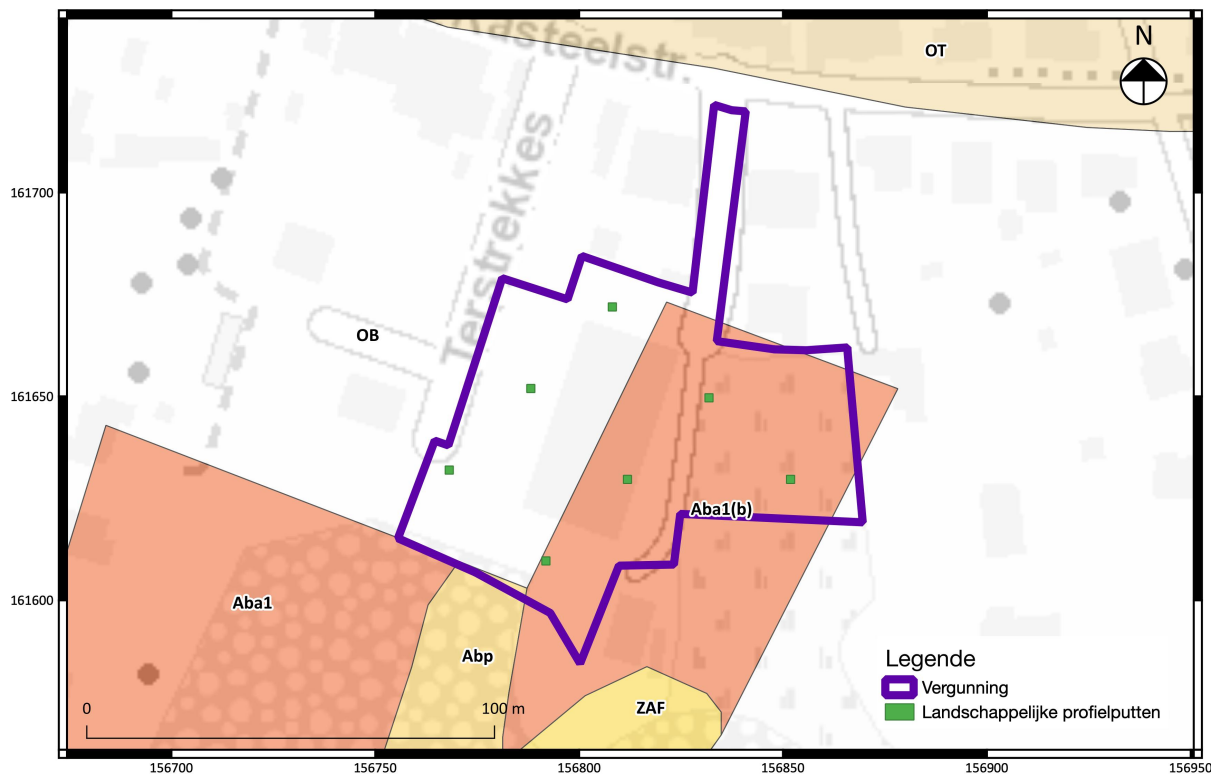 Kasteelstr.
OT
N
Terstrekkes
161700
OB
161650
Aba1(b)
161600
Aba1
Abp
ZAF
Legende
Vergunning
Landschappelijke profielputten
0 100 m
156700 156750 156800 156850 156900 156950